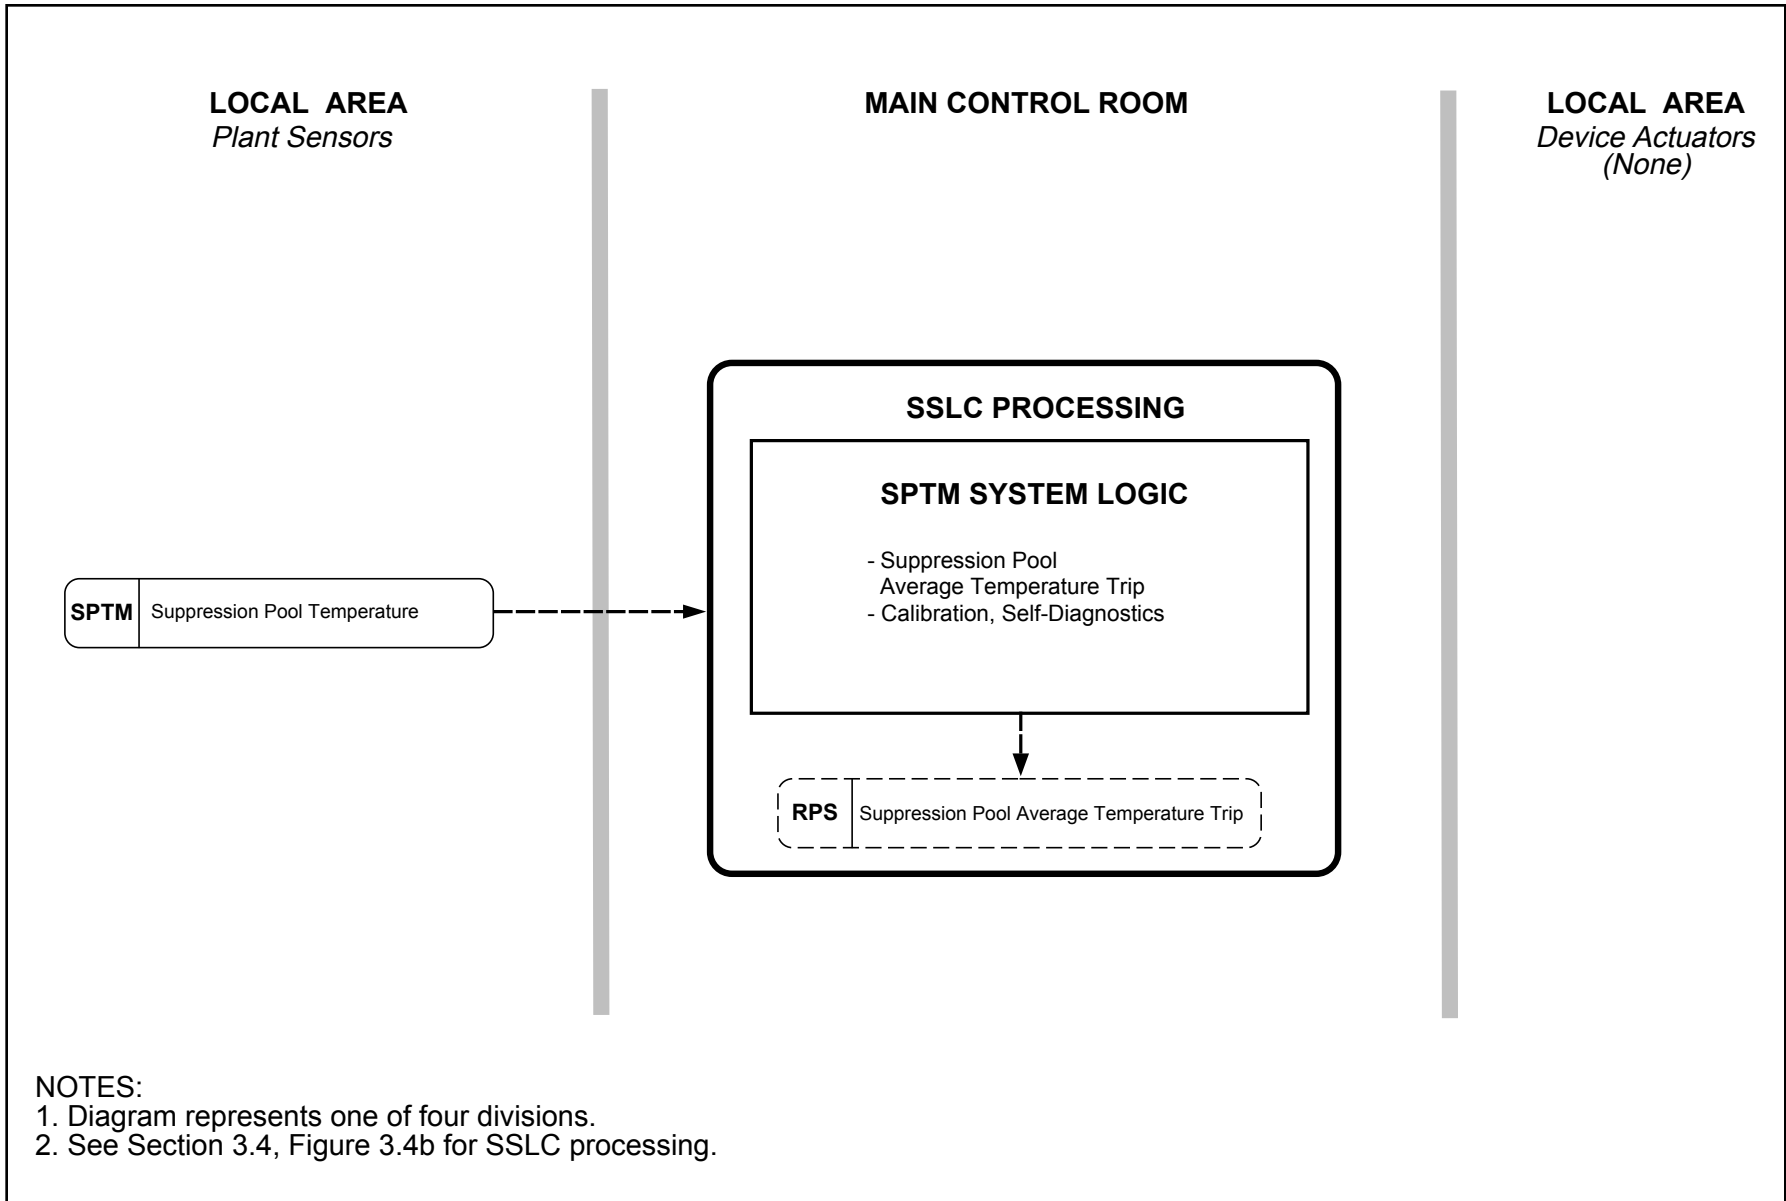 LOCAL AREA
Plant Sensors
MAIN CONTROL ROOM
LOCAL AREA
Device Actuators
(None)
SSLC PROCESSING
SPTM SYSTEM LOGIC
- Suppression Pool
Average Temperature Trip
- Calibration, Self-Diagnostics
SPTM Suppression Pool Temperature
RPS Suppression Pool Average Temperature Trip
NOTES:
1. Diagram represents one of four divisions.
2. See Section 3.4, Figure 3.4b for SSLC processing.